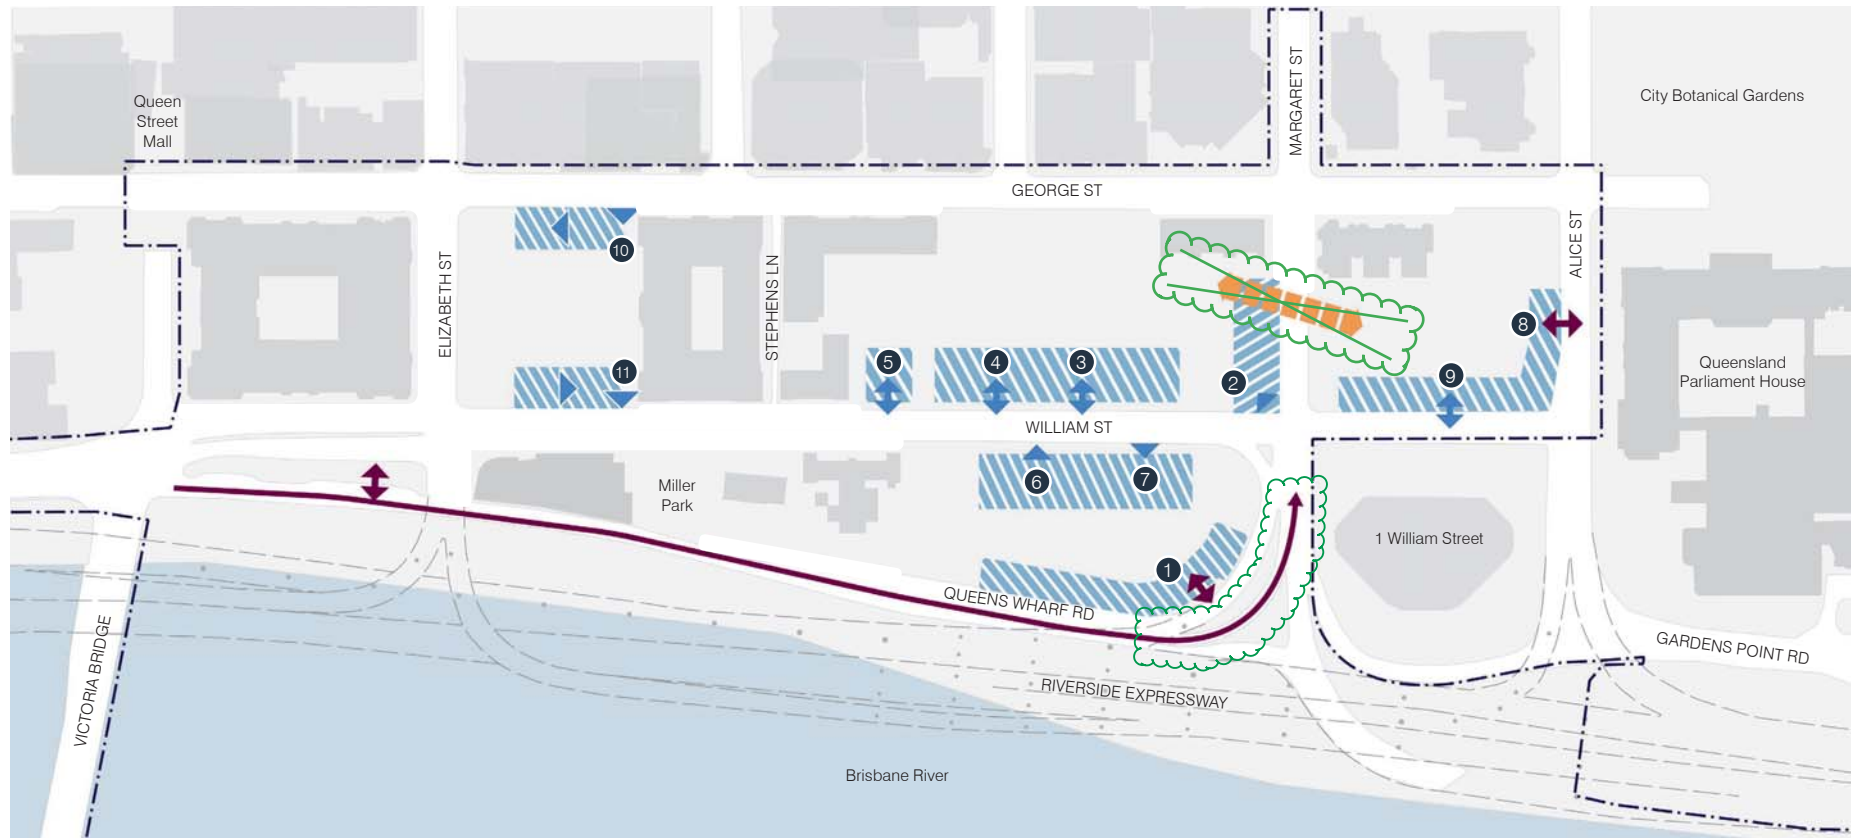 MARGARET ST
Queen
Street
Mall
City Botanical Gardens
GEORGE ST
ALICE ST
10
ELIZABETH ST
STEPHENS LN
8
Queensland
Parliament House
11
5
4
3
2
9
WILLIAM ST
6
7
Miller
Park
1 William Street
1
QUEENS WHARF RD
VICTORIA BRIDGE
RIVERSIDE EXPRESSWAY
GARDENS POINT RD
Brisbane River